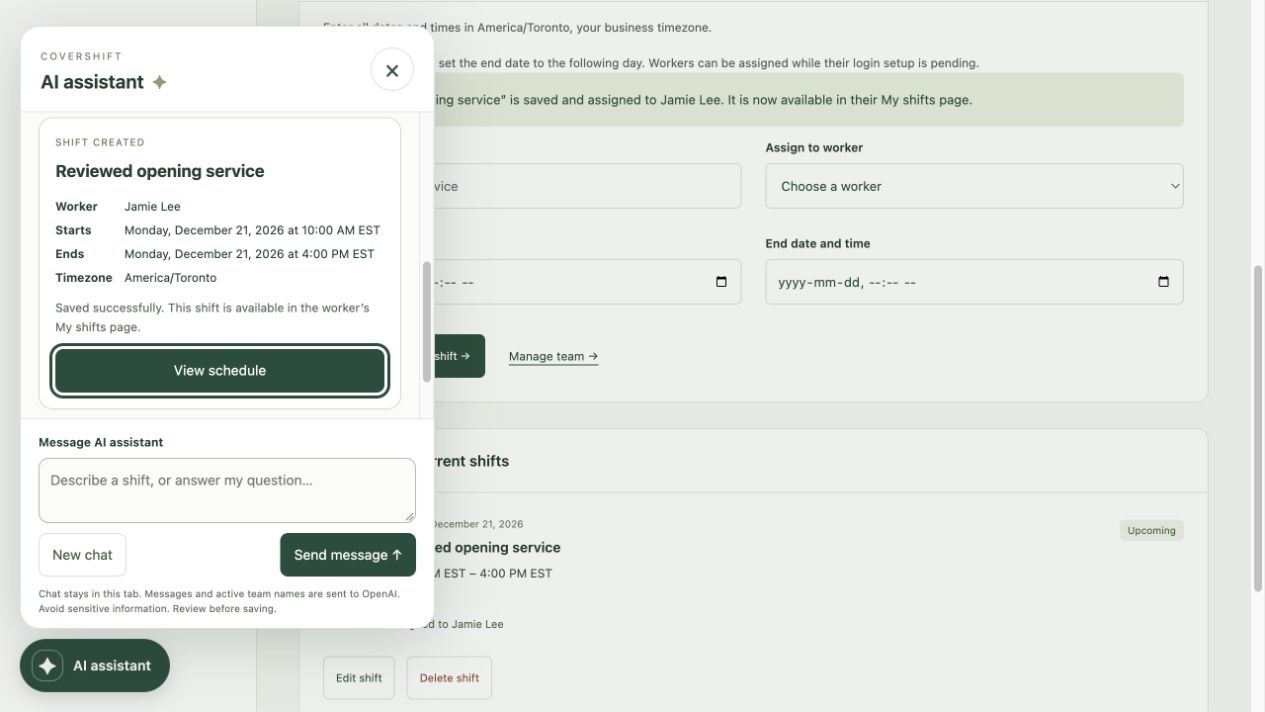 COVERSHIFT
AI assistant
SHIFT CREATED
Reviewed opening service
Worker Jamie Lee
Starts Monday, December 21, 2026 at 10:00 AM EST
Ends Monday, December 21, 2026 at 4:00 PM EST
Timezone America/Toronto
Saved successfully. This shift is available in the worker's
My shifts page.
View schedule
Message AI assistant
Describe a shift, or answer my question...
New chat
Send message ↑
Chat stays in this tab. Messages and active team names are sent to OpenAI.
Avoid sensitive information. Review before saving.
AI assistant
times in America/Toronto, your business timezone.
set the end date to the following day. Workers can be assigned while their login setup is pending.
service” is saved and assigned to Jamie Lee. It is now available in their My shifts page.
Assign to worker
Choose a worker
End date and time
yyyy-mm-dd, --:-- --
shift →
Manage team →
shifts
December 21, 2026
Upcoming
opening service
EST – 4:00 PM EST
to Jamie Lee
Edit shift
Delete shift